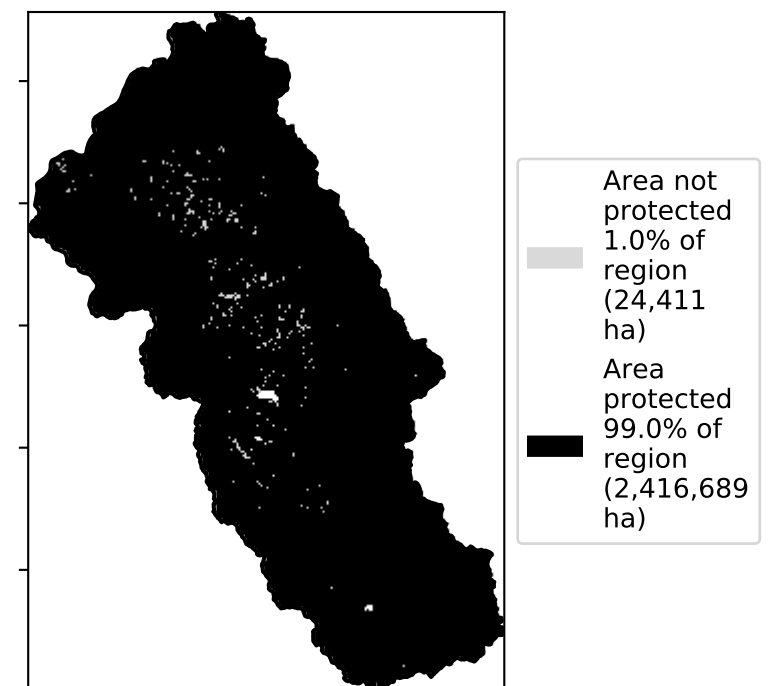 Area not
protected
1.0% of
region
(24,411
ha)
Area
protected
99.0% of
region
(2,416,689
ha)